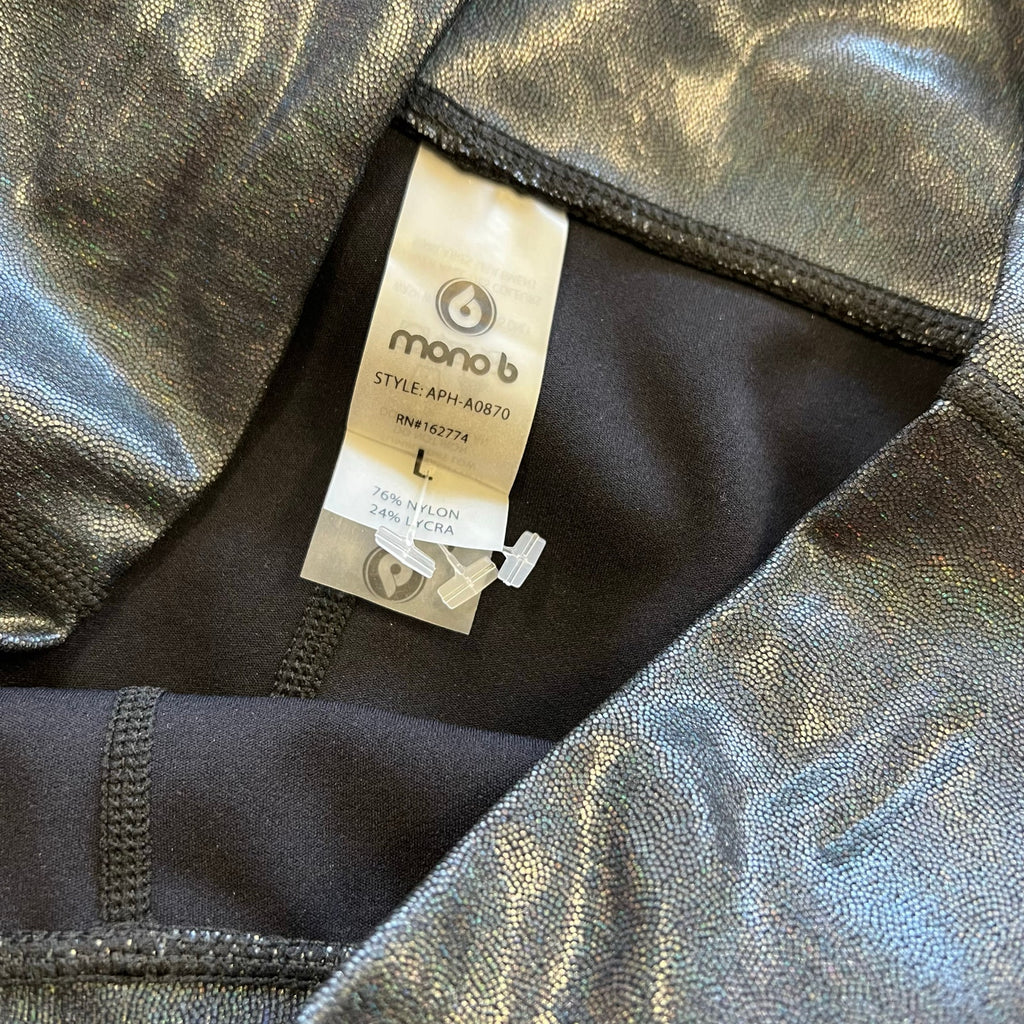 mono b
STYLE: APH-A0870
RN#162774
L
76% NYLON
24% LYCRA